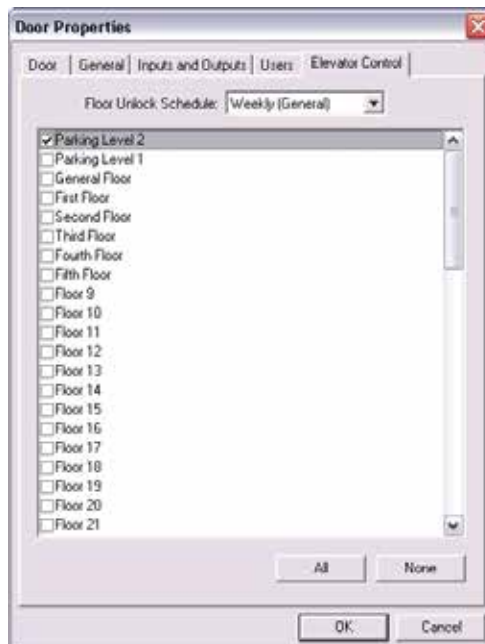 Door Properties
Door General Inputs and Outputs Users Elevator Control
Floor Unlock Schedule: Weekly (General)
Parking Level 2
Parking Level 1
General Floor
First Floor
Second Floor
Third Floor
Fourth Floor
Fifth Floor
Floor 9
Floor 10
Floor 11
Floor 12
Floor 13
Floor 14
Floor 15
Floor 16
Floor 17
Floor 18
Floor 19
Floor 20
Floor 21
All None
OK Cancel